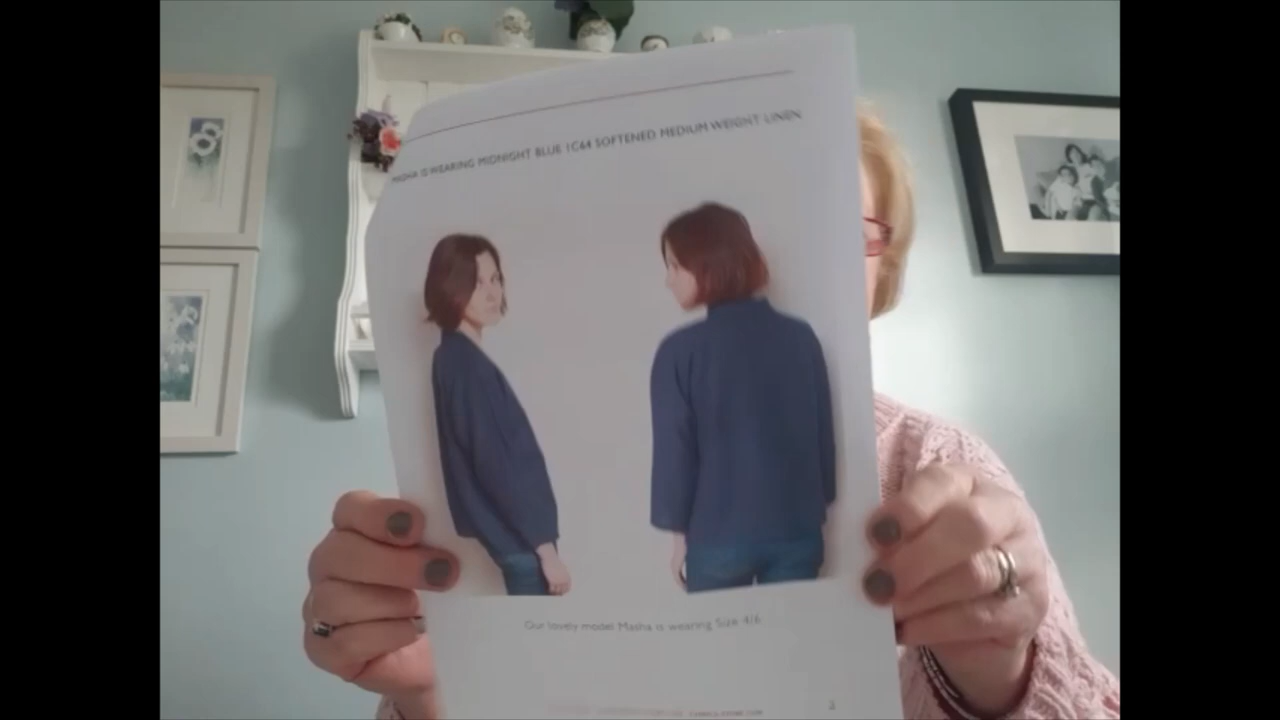 MASHA IS WEARING MIDNIGHT BLUE 1C64 SOFTENED MEDIUM WEIGHT LINEN
Our lovely model Masha is wearing Size 4/6